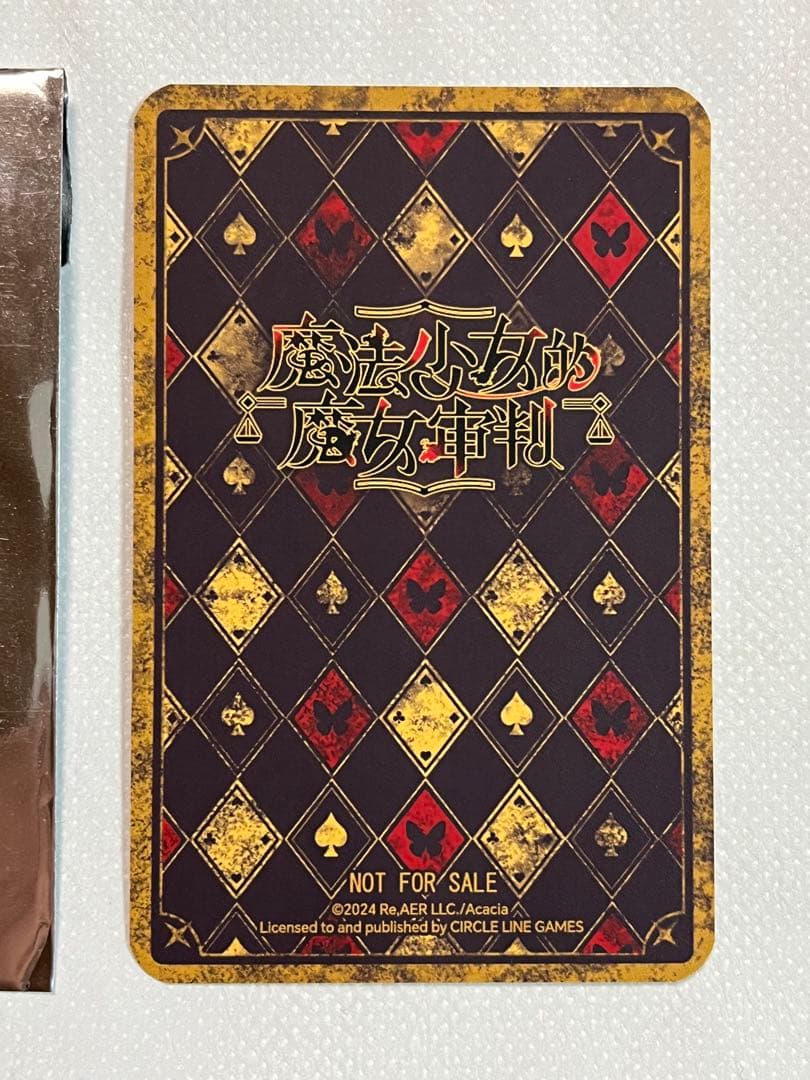 魔法少女的
魔女审判
NOT FOR SALE
©2024 Re,AER LLC./Acacia
Licensed to and published by CIRCLE LINE GAMES